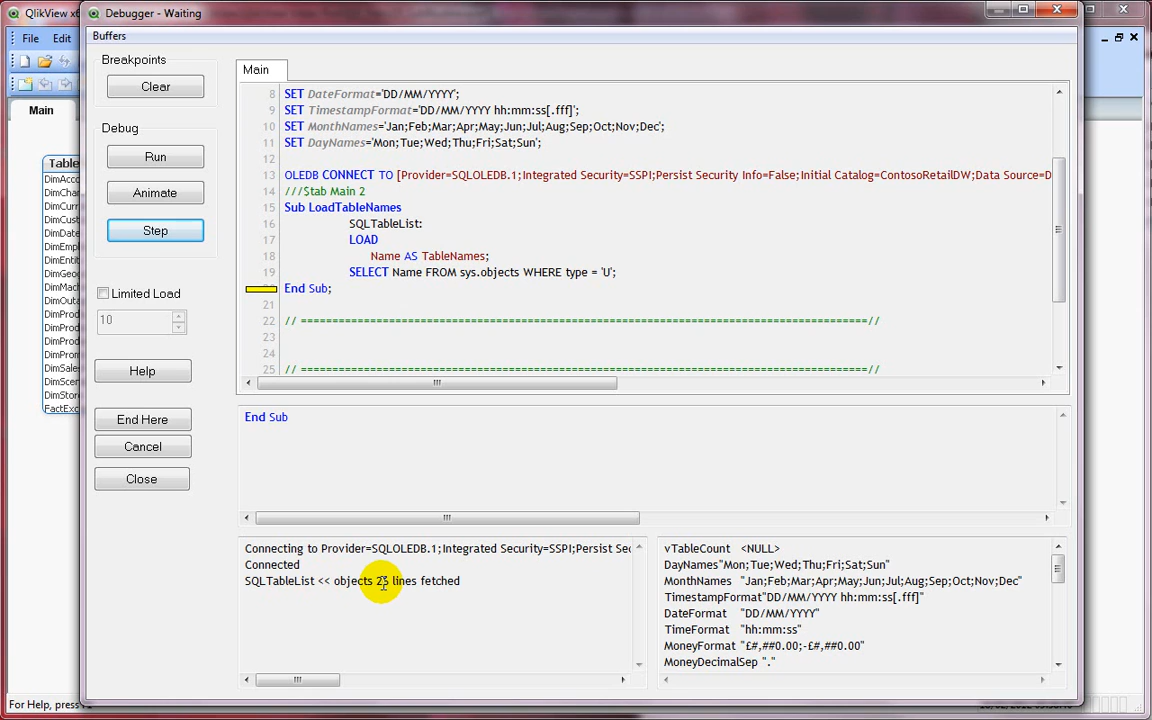 QlikView x6
Debugger - Waiting
File Edit
Buffers
Breakpoints
Clear
Debug
Run
Animate
Step
Limited Load
10
Help
End Here
Cancel
Close
Main
Table
DimAcco
DimChar
DimCurr
DimCust
DimDate
DimEmp
DimEntit
DimGeo
DimMac
DimOuta
DimProd
DimProd
DimProd
DimProm
DimSale
DimScen
DimStor
FactExc
Main
8 SET DateFormat='DD/MM/YYYY';
9 SET TimestampFormat='DD/MM/YYYY hh:mm:ss[.fff]';
10 SET MonthNames='Jan;Feb;Mar;Apr;May;Jun;Jul;Aug;Sep;Oct;Nov;Dec';
11 SET DayNames='Mon;Tue;Wed;Thu;Fri;Sat;Sun';
12
13 OLEDB CONNECT TO [Provider=SQLOLEDB.1;Integrated Security=SSPI;Persist Security Info=False;Initial Catalog=ContosoRetailDW;Data Source=D
14 ///$tab Main 2
15 Sub LoadTableNames
16 SQLTableList:
17 LOAD
18 Name AS TableNames;
19 SELECT Name FROM sys.objects WHERE type = 'U';
End Sub;
21
22 // =======================================================================//
23
24
25 // =======================================================================//
End Sub
Connecting to Provider=SQLOLEDB.1;Integrated Security=SSPI;Persist Sec
Connected
SQLTableList << objects 25 lines fetched
vTableCount <NULL>
DayNames"Mon;Tue;Wed;Thu;Fri;Sat;Sun"
MonthNames "Jan;Feb;Mar;Apr;May;Jun;Jul;Aug;Sep;Oct;Nov;Dec"
TimestampFormat"DD/MM/YYYY hh:mm:ss[.fff]"
DateFormat "DD/MM/YYYY"
TimeFormat "hh:mm:ss"
MoneyFormat "£#,##0.00;-£#,##0.00"
MoneyDecimalSep "."
For Help, press